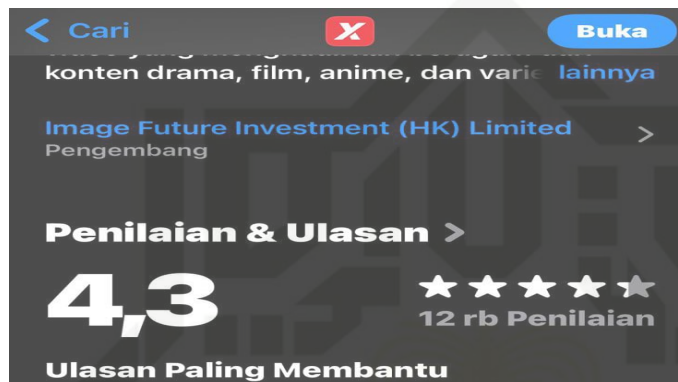 Cari
X
Buka
konten drama, film, anime, dan varie lainnya
Image Future Investment (HK) Limited
Pengembang
Penilaian & Ulasan
4,3
12 rb Penilaian
Ulasan Paling Membantu